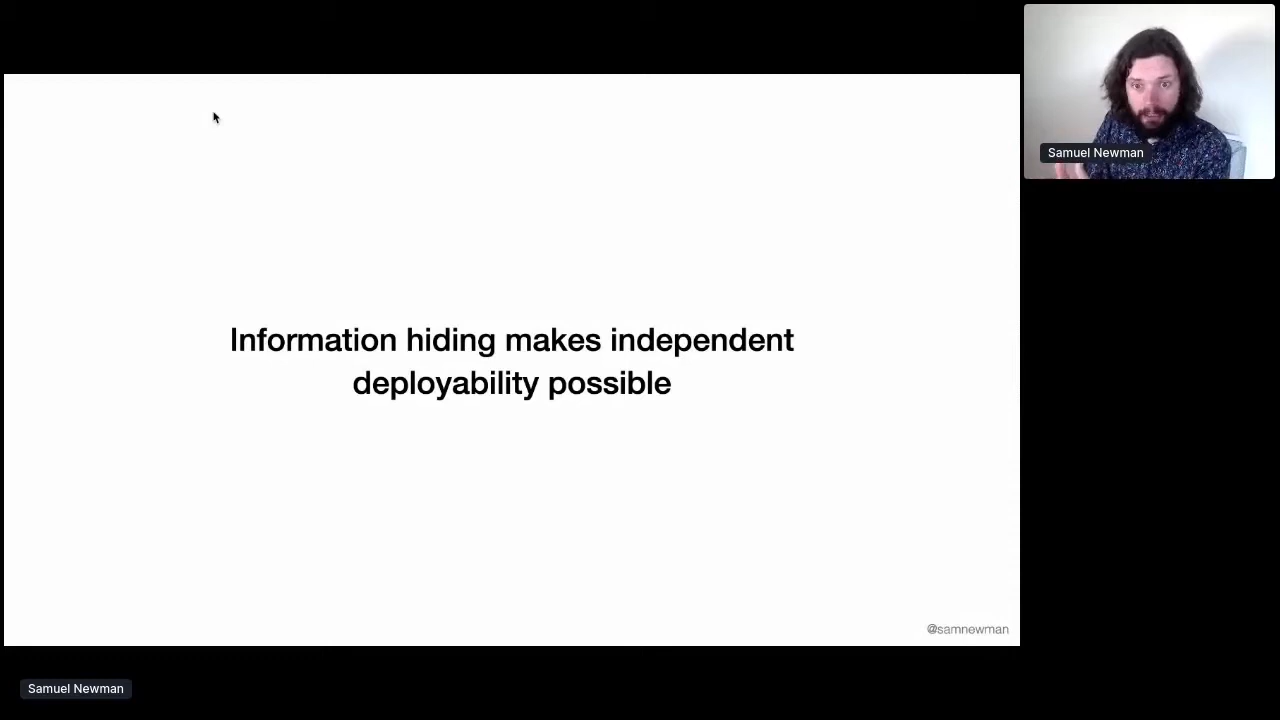 Samuel Newman
Information hiding makes independent
deployability possible
@samnewman
Samuel Newman